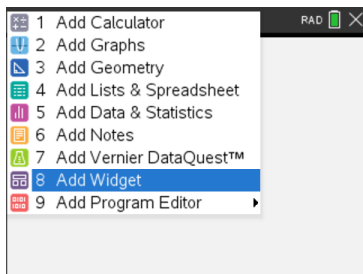 RAD
1 Add Calculator
2 Add Graphs
3 Add Geometry
4 Add Lists & Spreadsheet
5 Add Data & Statistics
6 Add Notes
7 Add Vernier DataQuest™
8 Add Widget
9 Add Program Editor